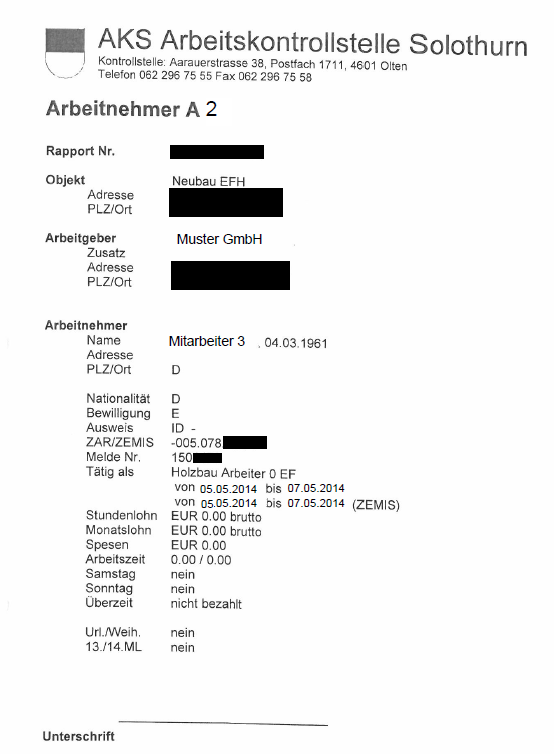 AKS Arbeitskontrollstelle Solothurn
Kontrollstelle: Aarauerstrasse 38, Postfach 1711, 4601 Olten
Telefon 062 296 75 55 Fax 062 296 75 58
Arbeitnehmer A 2
Rapport Nr.
Objekt Neubau EFH
Adresse
PLZ/Ort
Arbeitgeber Muster GmbH
Zusatz
Adresse
PLZ/Ort
Arbeitnehmer
Name Mitarbeiter 3 , 04.03.1961
Adresse
PLZ/Ort D
Nationalität D
Bewilligung E
Ausweis ID -
ZAR/ZEMIS -005.078
Melde Nr. 150
Tätig als Holzbau Arbeiter 0 EF
von 05.05.2014 bis 07.05.2014
von 05.05.2014 bis 07.05.2014 (ZEMIS)
Stundenlohn EUR 0.00 brutto
Monatslohn EUR 0.00 brutto
Spesen EUR 0.00
Arbeitszeit 0.00 / 0.00
Samstag nein
Sonntag nein
Überzeit nicht bezahlt
Url./Weih. nein
13./14.ML nein
Unterschrift